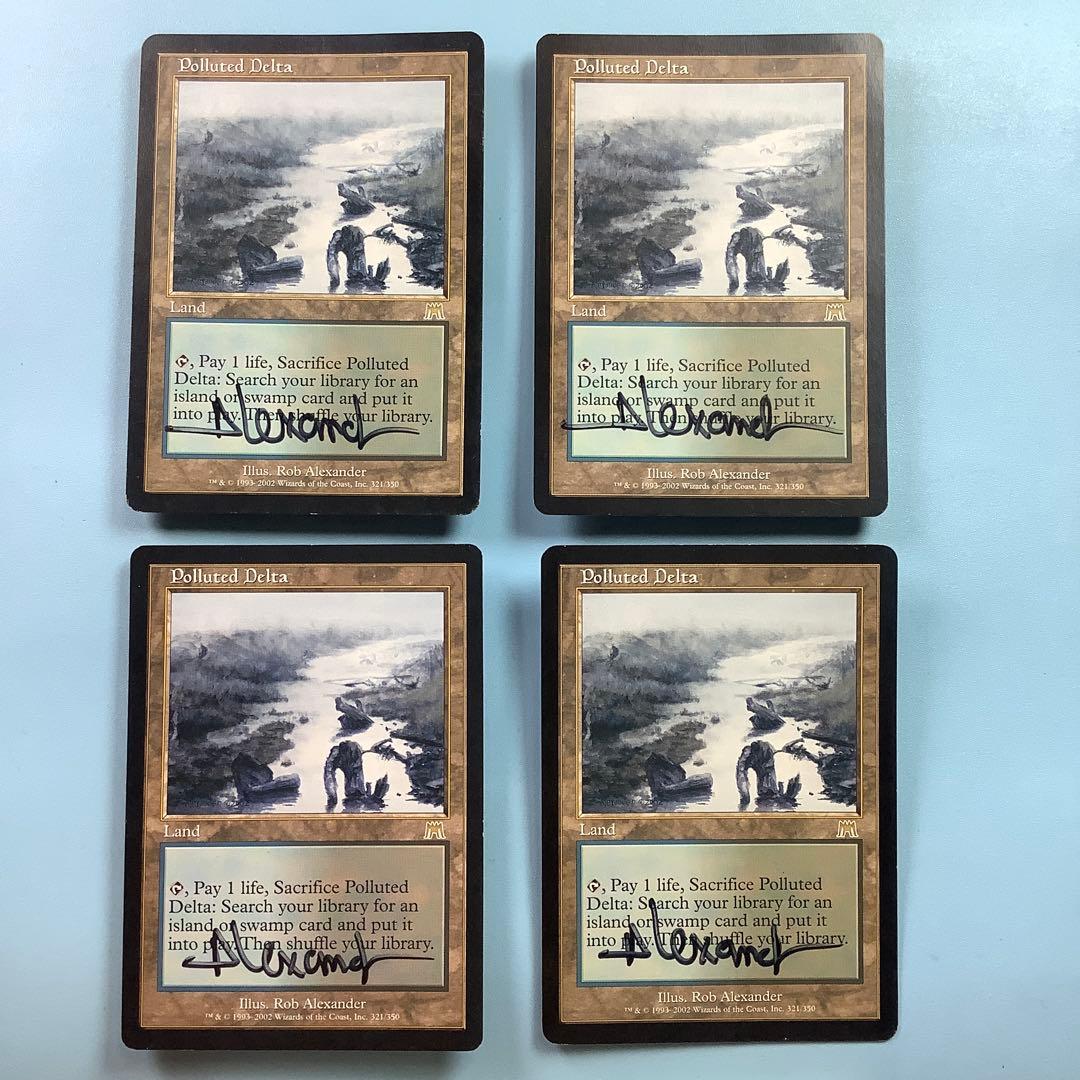 Polluted Delta
Land
, Pay 1 life, Sacrifice Polluted
Delta: Search your library for an
island or swamp card and put it
into play. Then shuffle your library.
Alexand
Illus. Rob Alexander
™ & © 1993-2002 Wizards of the Coast, Inc. 321/350
Polluted Delta
Land
, Pay 1 life, Sacrifice Polluted
Delta: Search your library for an
island or swamp card and put it
into play. Then shuffle your library.
Alexand
Illus. Rob Alexander
™ & © 1993-2002 Wizards of the Coast, Inc. 321/350
Polluted Delta
Land
, Pay 1 life, Sacrifice Polluted
Delta: Search your library for an
island or swamp card and put it
into play. Then shuffle your library.
Alexand
Illus. Rob Alexander
™ & © 1993-2002 Wizards of the Coast, Inc. 321/350
Polluted Delta
Land
, Pay 1 life, Sacrifice Polluted
Delta: Search your library for an
island or swamp card and put it
into play. Then shuffle your library.
Alexand
Illus. Rob Alexander
™ & © 1993-2002 Wizards of the Coast, Inc. 321/350